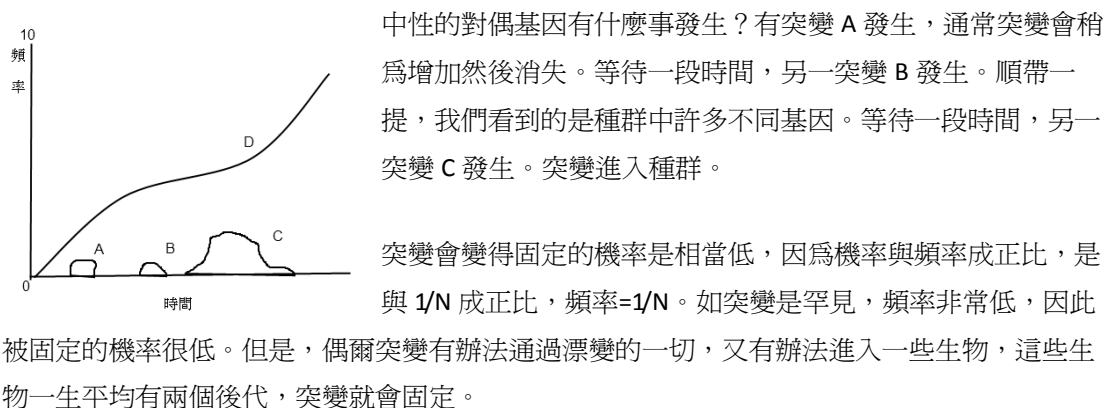 中性的對偶基因有什麼事發生？有突變 A 發生，通常突變會稍
爲增加然後消失。等待一段時間，另一突變 B 發生。順帶一
提，我們看到的是種群中許多不同基因。等待一段時間，另一
突變 C 發生。突變進入種群。
10
頻
率
D
A
B
C
0
時間
突變會變得固定的機率是相當低，因爲機率與頻率成正比，是
與 1/N 成正比，頻率=1/N。如突變是罕見，頻率非常低，因此
被固定的機率很低。但是，偶爾突變有辦法通過漂變的一切，又有辦法進入一些生物，這些生
物一生平均有兩個後代，突變就會固定。